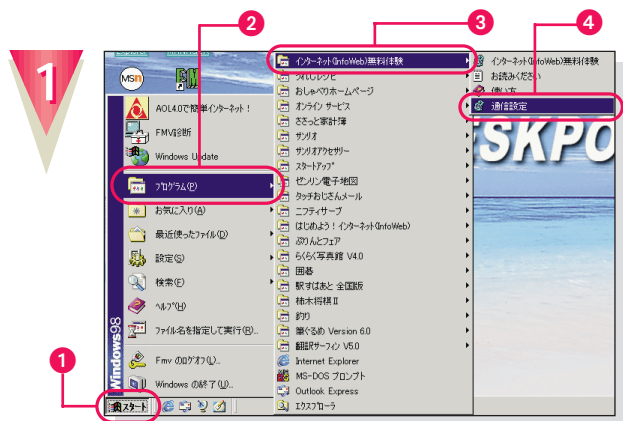 2
3
4
1
msn
インターネット(InfoWeb)無料体験
うれしレシピ
おしゃべりホームページ
オンライン サービス
ささっと家計簿
サンリオ
サンリオアクセサリー
スタートアップ
ゼンリン電子地図
タッチおじさんメール
ニフティサーブ
はじめよう!インターネット(InfoWeb)
ぷりんとフェア
らくらく写真館 V4.0
囲碁
駅すぱあと 全国版
柿木将棋Ⅱ
釣り
筆ぐるめ Version 6.0
翻訳サーフィン V5.0
Internet Explorer
MS-DOS プロンプト
Outlook Express
エクスプローラ
インターネット(InfoWeb)無料体験
お読みください
使い方
通信設定
SKPO
AOL4.0で簡単インターネット!
FMV診断
Windows Update
プログラム(P)
お気に入り(A)
最近使ったファイル(D)
設定(S)
検索(F)
ヘルプ(H)
ファイル名を指定して実行(R)...
Fmv のログオフ(L)...
Windows の終了(U)...
Windows98
1
スタート